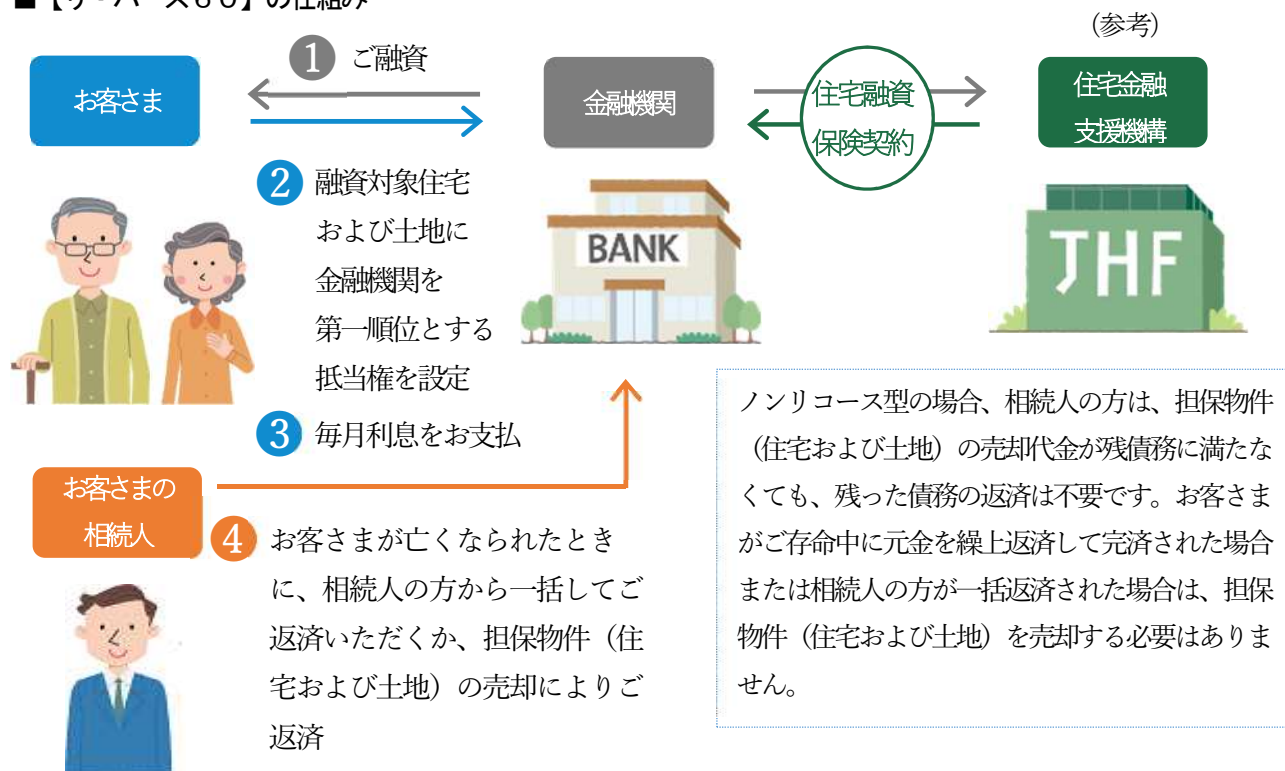 ■【リ・バース６０】の仕組み
(参考)
1 ご融資
お客さま
金融機関
住宅融資
保険契約
住宅金融
支援機構
2 融資対象住宅
および土地に
金融機関を
第一順位とする
抵当権を設定
BANK
JHF
3 毎月利息をお支払
お客さまの
相続人
4 お客さまが亡くなられたとき
に、相続人の方から一括してご
返済いただくか、担保物件（住
宅および土地）の売却によりご
返済
ノンリコース型の場合、相続人の方は、担保物件
（住宅および土地）の売却代金が残債務に満たな
くても、残った債務の返済は不要です。お客さま
がご存命中に元金を繰上返済して完済された場合
または相続人の方が一括返済された場合は、担保
物件（住宅および土地）を売却する必要はありま
せん。